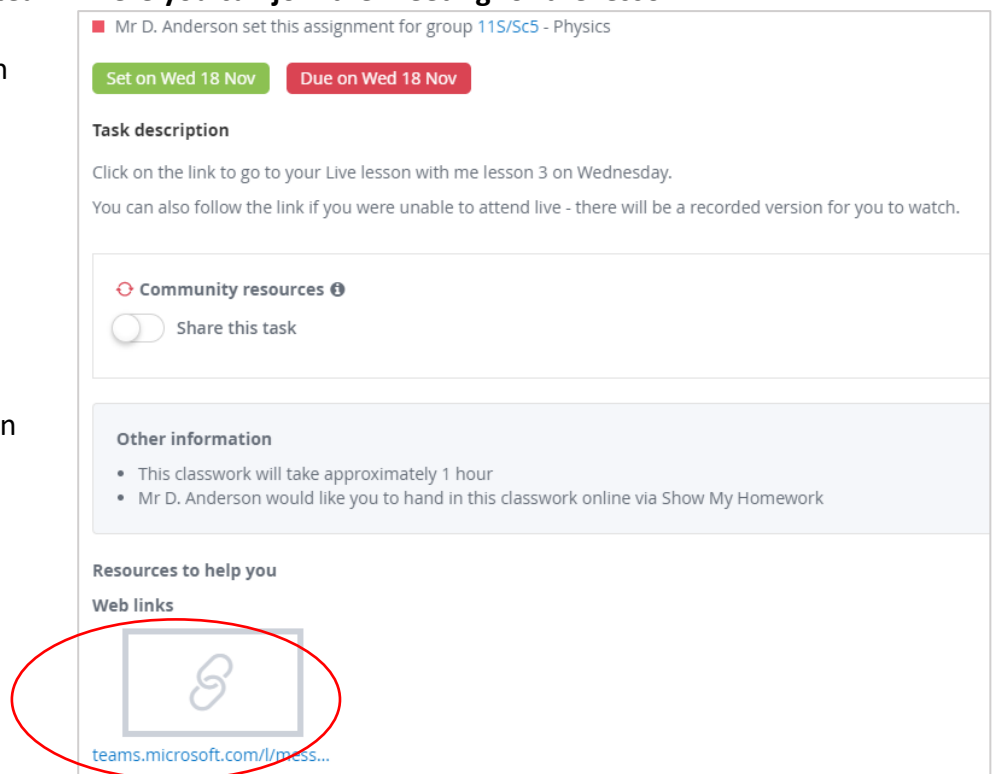 Mr D. Anderson set this assignment for group 11S/Sc5 - Physics
Set on Wed 18 Nov Due on Wed 18 Nov
Task description
Click on the link to go to your Live lesson with me lesson 3 on Wednesday.
You can also follow the link if you were unable to attend live - there will be a recorded version for you to watch.
Community resources
Share this task
Other information
• This classwork will take approximately 1 hour
• Mr D. Anderson would like you to hand in this classwork online via Show My Homework
Resources to help you
Web links
teams.microsoft.com/l/mess...